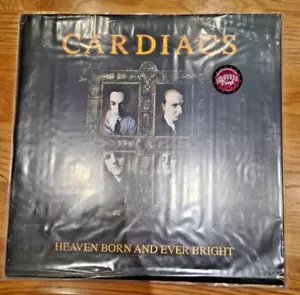 CARDIACS
HEAVEN BORN AND EVER BRIGHT